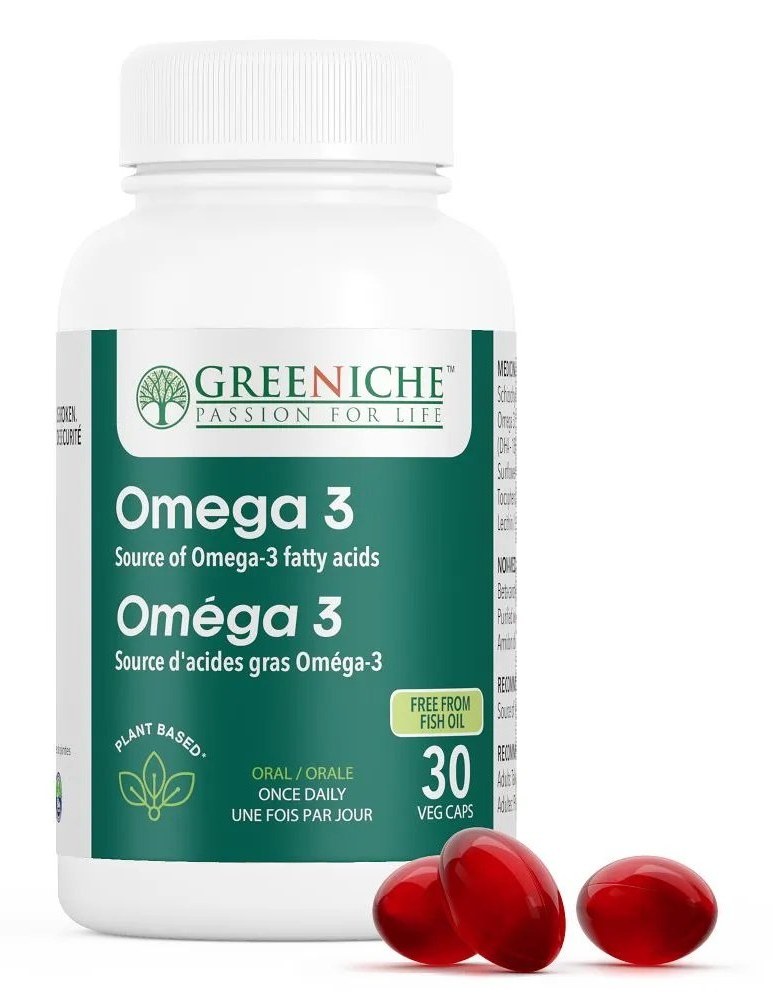 GREENICHE™
PASSION FOR LIFE
Omega 3
Source of Omega-3 fatty acids
Oméga 3
Source d'acides gras Oméga-3
FREE FROM
FISH OIL
PLANT BASED*
30
VEG CAPS
ORAL / ORALE
ONCE DAILY
UNE FOIS PAR JOUR